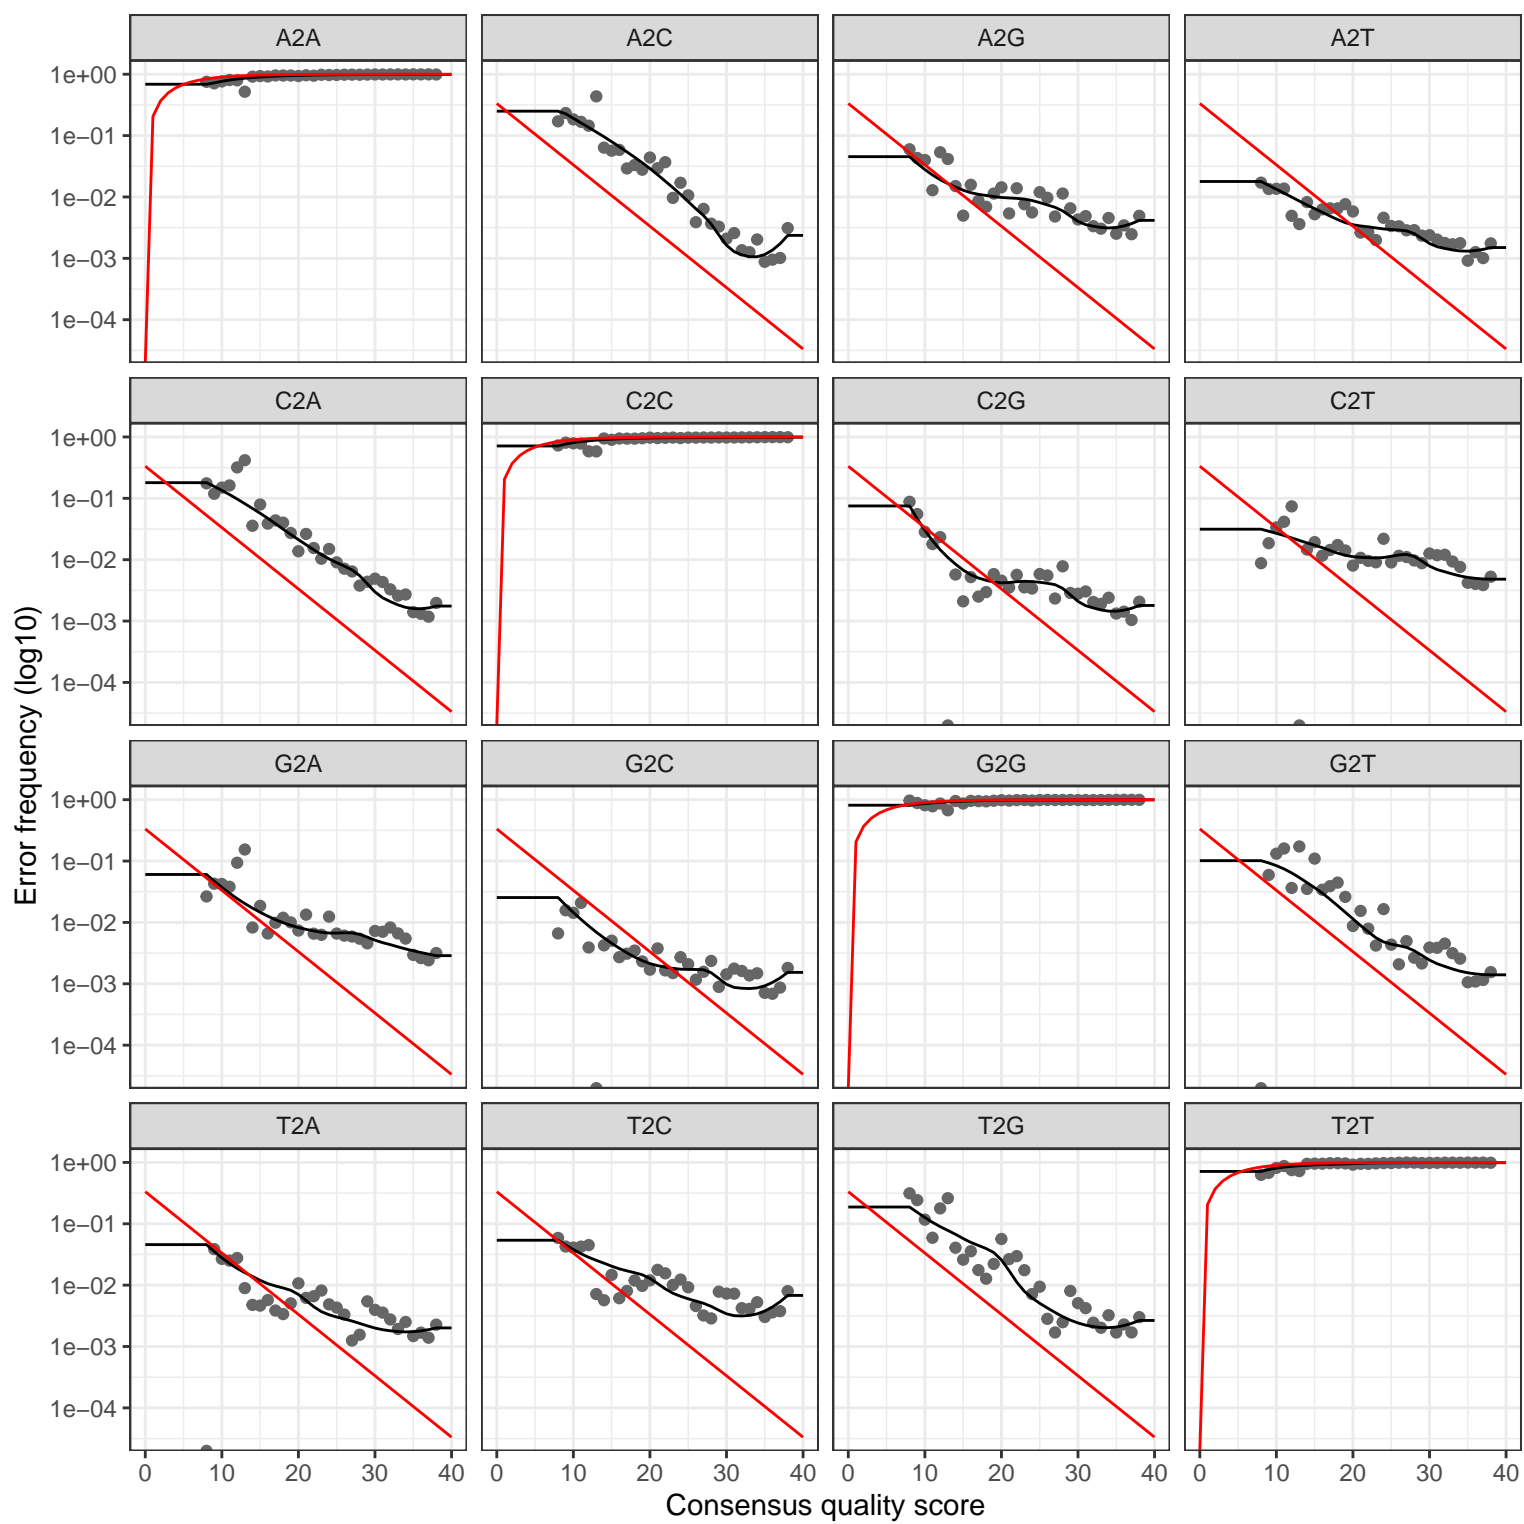 A2A A2C A2G A2T
1e+00
1e−01
1e−02
1e−03
1e−04
C2A C2C C2G C2T
1e+00
1e−01
1e−02
1e−03
1e−04
G2A G2C G2G G2T
1e+00
1e−01
1e−02
1e−03
1e−04
T2A T2C T2G T2T
1e+00
1e−01
1e−02
1e−03
1e−04
0 10 20 30 40 0 10 20 30 40 0 10 20 30 40 0 10 20 30 40
Consensus quality score
Error frequency (log10)